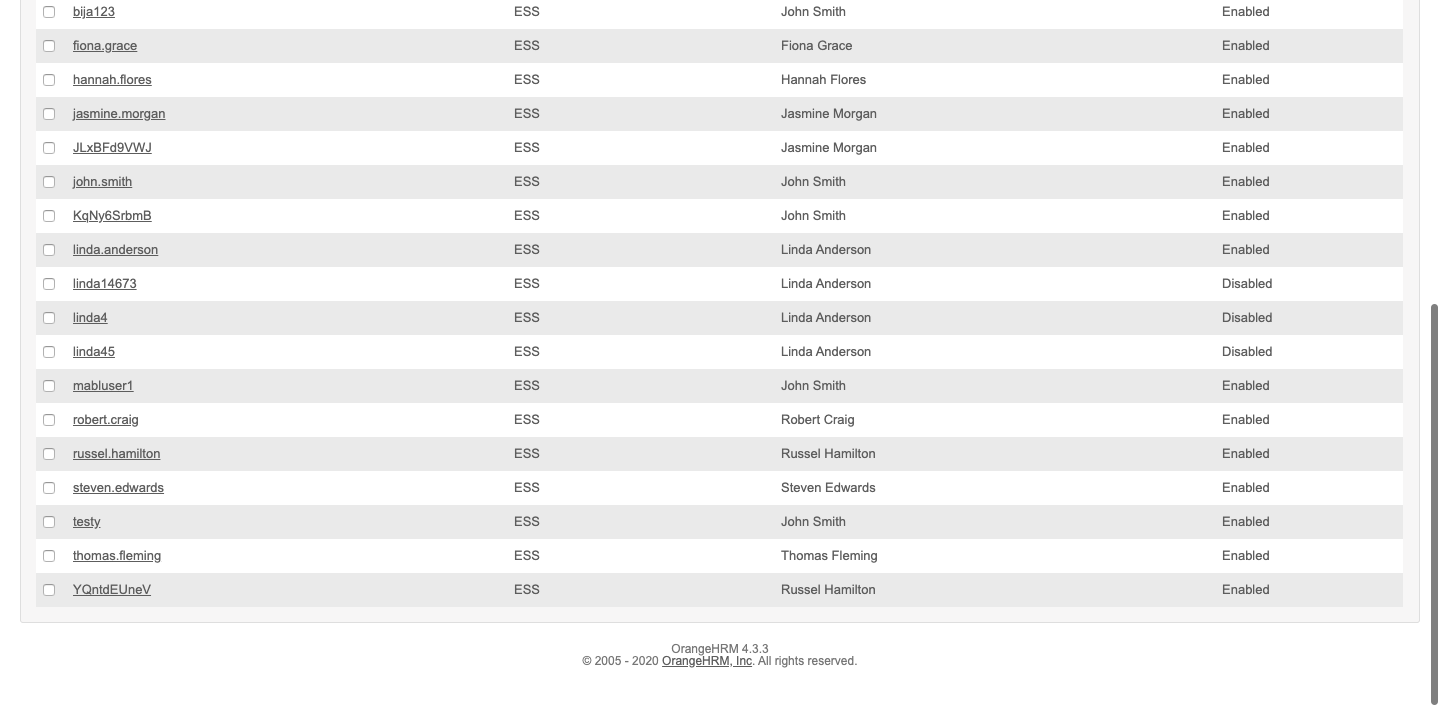 bija123 ESS John Smith Enabled
fiona.grace ESS Fiona Grace Enabled
hannah.flores ESS Hannah Flores Enabled
jasmine.morgan ESS Jasmine Morgan Enabled
JLxBFd9VWJ ESS Jasmine Morgan Enabled
john.smith ESS John Smith Enabled
KqNy6SrbmB ESS John Smith Enabled
linda.anderson ESS Linda Anderson Enabled
linda14673 ESS Linda Anderson Disabled
linda4 ESS Linda Anderson Disabled
linda45 ESS Linda Anderson Disabled
mabluser1 ESS John Smith Enabled
robert.craig ESS Robert Craig Enabled
russel.hamilton ESS Russel Hamilton Enabled
steven.edwards ESS Steven Edwards Enabled
testy ESS John Smith Enabled
thomas.fleming ESS Thomas Fleming Enabled
YQntdEUneV ESS Russel Hamilton Enabled
OrangeHRM 4.3.3
© 2005 - 2020 OrangeHRM, Inc. All rights reserved.